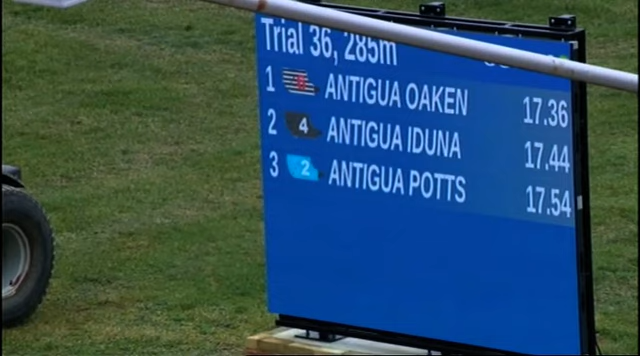 Trial 36, 285m
1 6 ANTIGUA OAKEN 17.36
2 4 ANTIGUA IDUNA 17.44
3 2 ANTIGUA POTTS 17.54